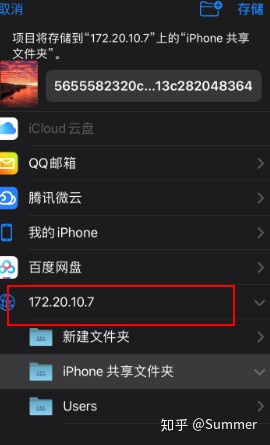 取消
存储
项目将存储到“172.20.10.7”上的“iPhone 共享
文件夹”。
5655582320c...13c282048364
iCloud 云盘
QQ邮箱
腾讯微云
我的 iPhone
百度网盘
172.20.10.7
新建文件夹
iPhone 共享文件夹
Users
知乎 @Summer